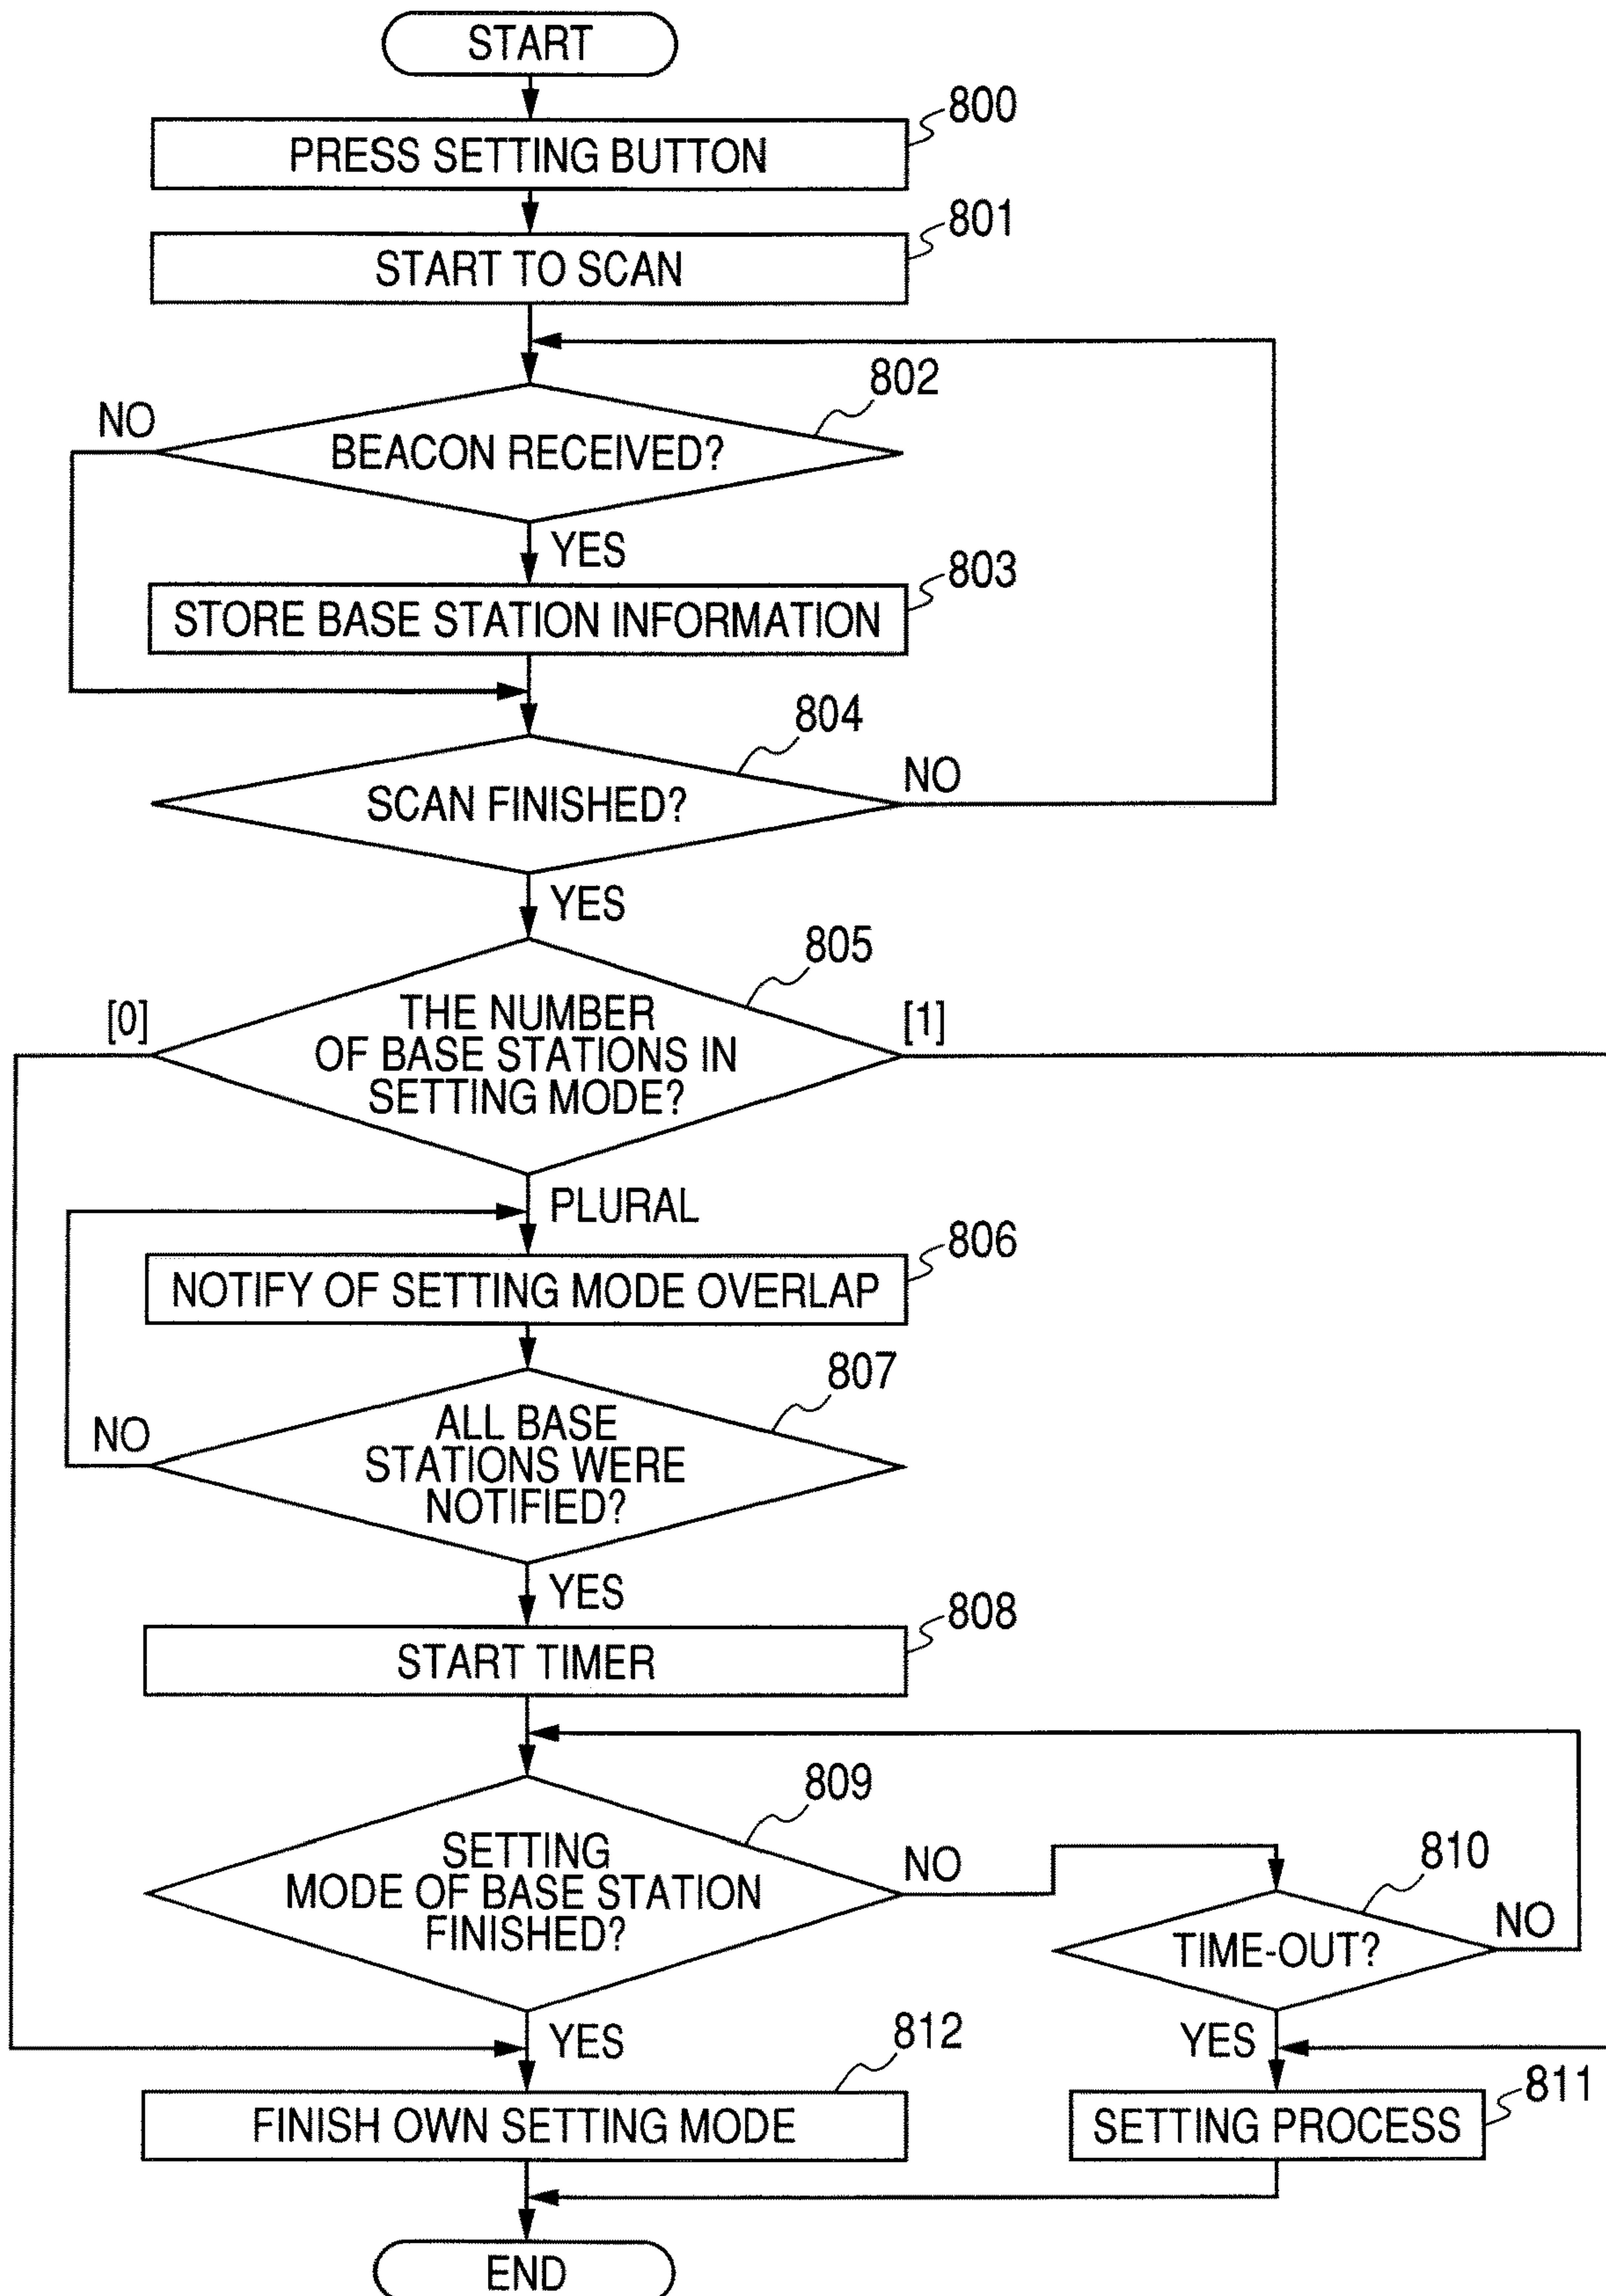 START
800
PRESS SETTING BUTTON
801
START TO SCAN
802
NO
BEACON RECEIVED?
YES
803
STORE BASE STATION INFORMATION
804
NO
SCAN FINISHED?
YES
805
[0]
[1]
THE NUMBER
OF BASE STATIONS IN
SETTING MODE?
PLURAL
806
NOTIFY OF SETTING MODE OVERLAP
807
NO
ALL BASE
STATIONS WERE
NOTIFIED?
YES
808
START TIMER
809
SETTING
MODE OF BASE STATION
FINISHED?
NO
810
NO
TIME-OUT?
YES
812
YES
811
FINISH OWN SETTING MODE
SETTING PROCESS
END